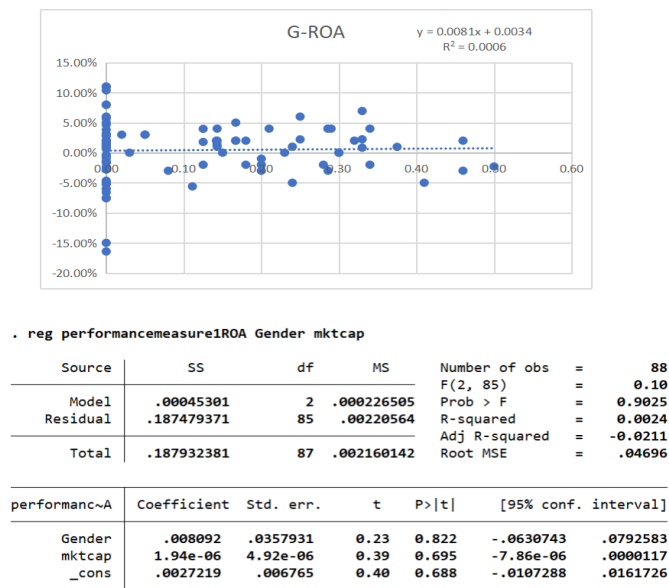 G-ROA
y = 0.0081x + 0.0034
R² = 0.0006
15.00%
10.00%
5.00%
0.00%
0.00 0.10 0.20 0.30 0.40 0.50 0.60
-5.00%
-10.00%
-15.00%
-20.00%
. reg performancemeasure1ROA Gender mktcap
Source SS df MS Number of obs = 88
F(2, 85) = 0.10
Model .00045301 2 .000226505 Prob > F = 0.9025
Residual .187479371 85 .00220564 R-squared = 0.0024
Adj R-squared = -0.0211
Total .187932381 87 .002160142 Root MSE = .04696
performanc~A Coefficient Std. err. t P>|t| [95% conf. interval]
Gender .008092 .0357931 0.23 0.822 -.0630743 .0792583
mktcap 1.94e-06 4.92e-06 0.39 0.695 -7.86e-06 .0000117
_cons .0027219 .006765 0.40 0.688 -.0107288 .0161726